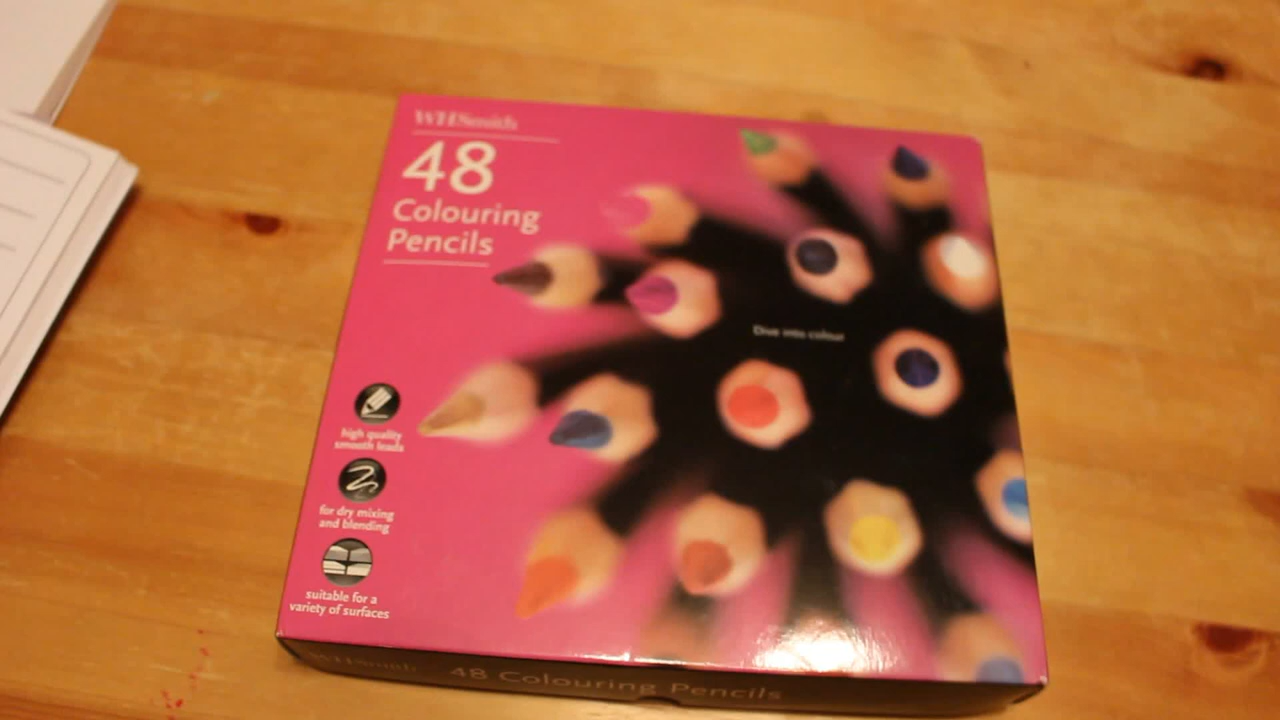 WHSmith
48
Colouring
Pencils
Dive into colour
high quality
smooth leads
for dry mixing
and blending
suitable for a
variety of surfaces
WHSmith 48 Colouring Pencils